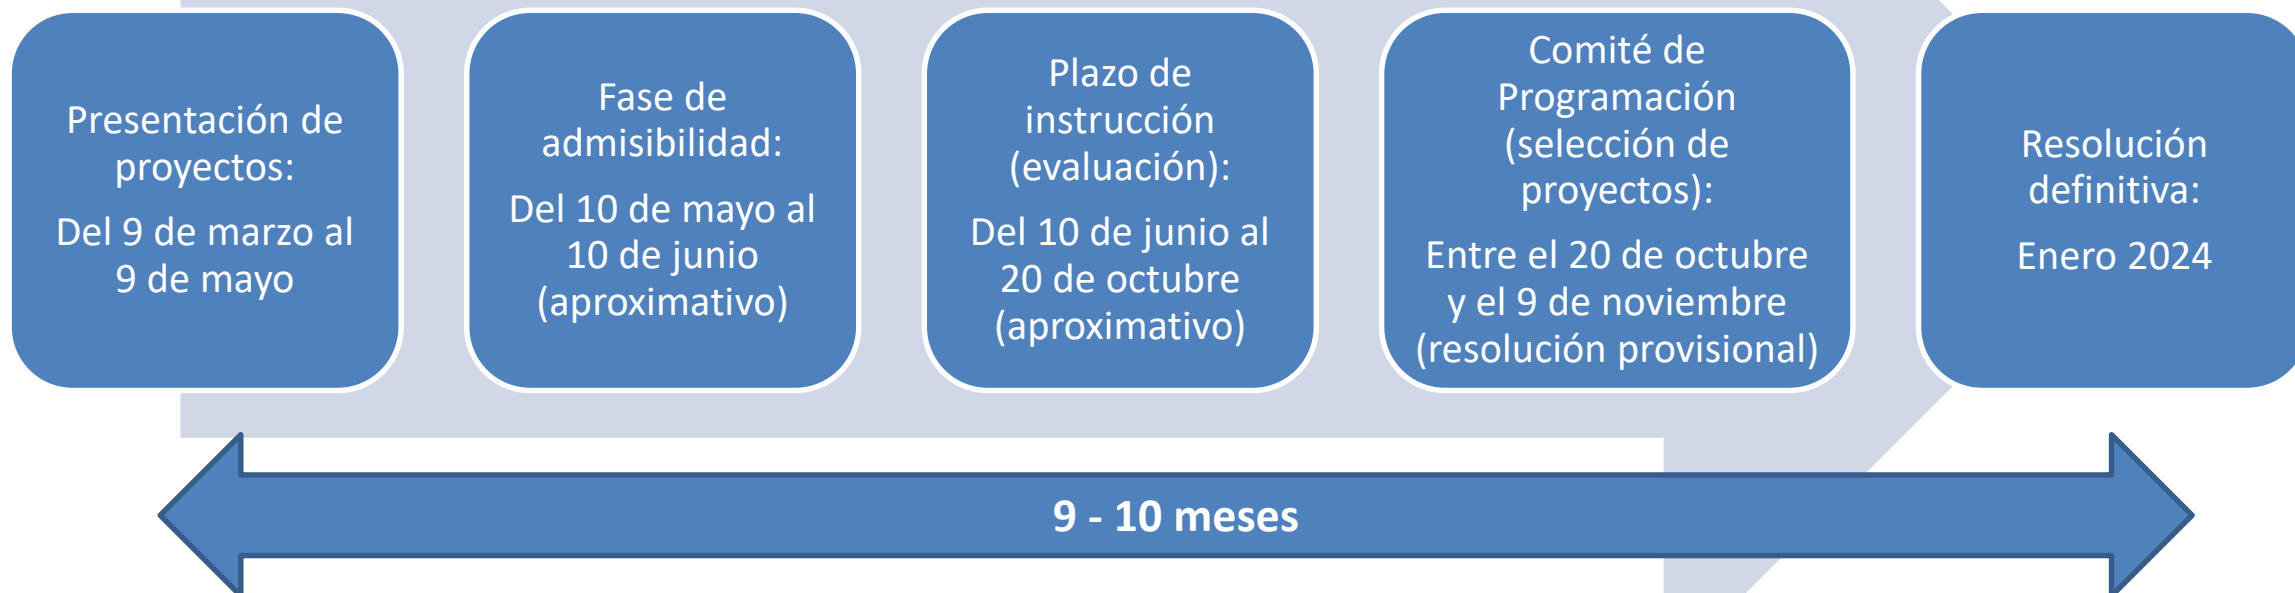 Presentación de
proyectos:
Del 9 de marzo al
9 de mayo
Fase de
admisibilidad:
Del 10 de mayo al
10 de junio
(aproximativo)
Plazo de
instrucción
(evaluación):
Del 10 de junio al
20 de octubre
(aproximativo)
Comité de
Programación
(selección de
proyectos):
Entre el 20 de octubre
y el 9 de noviembre
(resolución provisional)
Resolución
definitiva:
Enero 2024
9 - 10 meses